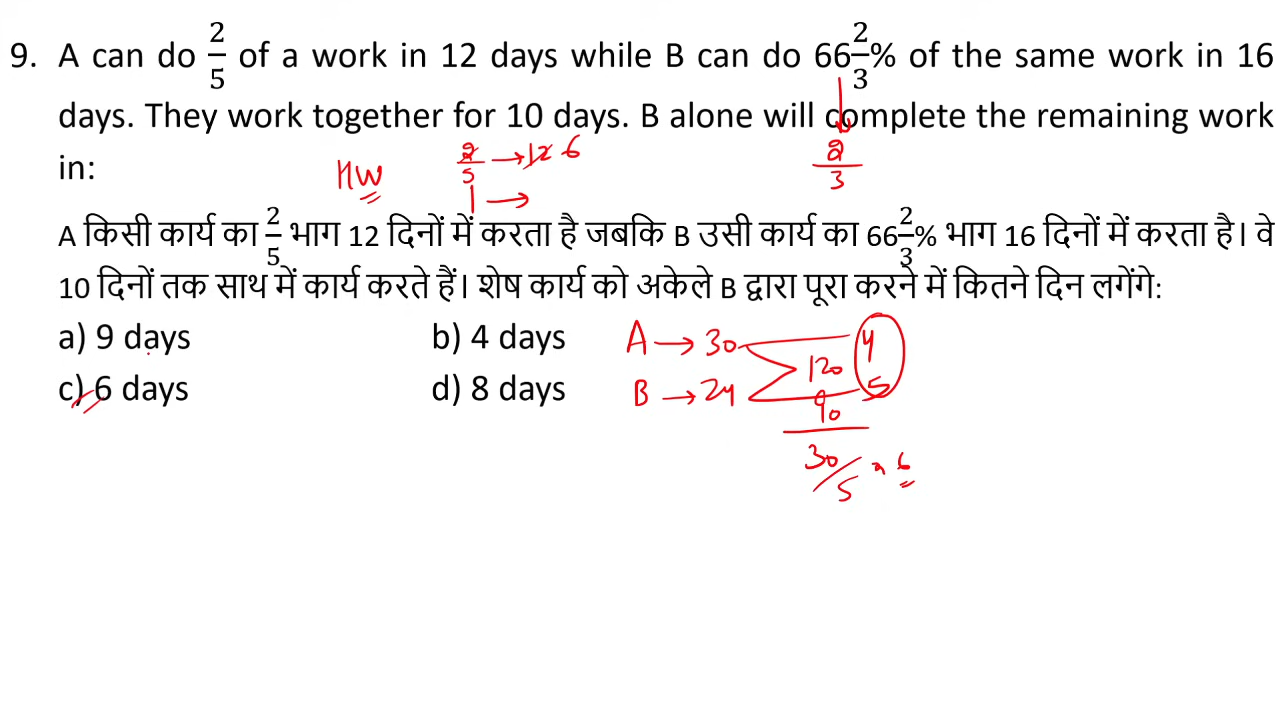 9. A can do 2/5 of a work in 12 days while B can do 66 2/3% of the same work in 16
days. They work together for 10 days. B alone will complete the remaining work
in:
HW
2/5 → 12 6
1 →
2/3
A किसी कार्य का 2/5 भाग 12 दिनों में करता है जबकि B उसी कार्य का 66 2/3% भाग 16 दिनों में करता है। वे
10 दिनों तक साथ में कार्य करते हैं। शेष कार्य को अकेले B द्वारा पूरा करने में कितने दिन लगेंगे:
a) 9 days b) 4 days
c) 6 days d) 8 days
A → 30 4
120
B → 24 5
90
30/5 = 6